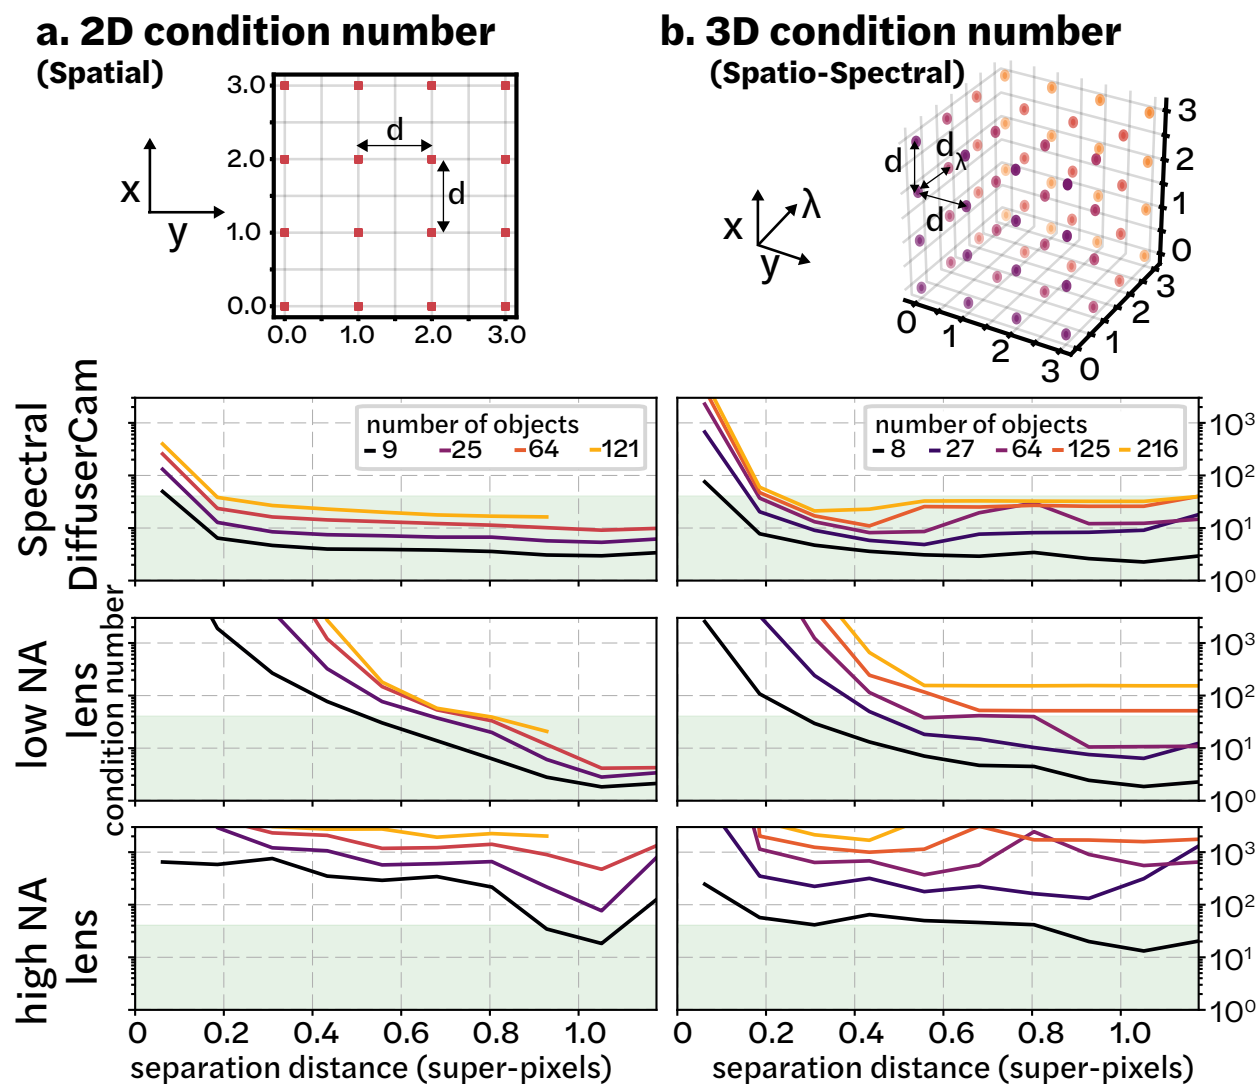 a. 2D condition number
(Spatial)
3.0
2.0
1.0
0.0
0.0 1.0 2.0 3.0
d
d
x
y
b. 3D condition number
(Spatio-Spectral)
d
dλ
d
x
λ
y
3
2
1
0
3
2
1
0
0
1
2
3
Spectral
DiffuserCam
number of objects
9 25 64 121
number of objects
8 27 64 125 216
10³
10²
10¹
10⁰
low NA
lens
condition number
10³
10²
10¹
10⁰
high NA
lens
10³
10²
10¹
10⁰
0 0.2 0.4 0.6 0.8 1.0
separation distance (super-pixels)
0 0.2 0.4 0.6 0.8 1.0
separation distance (super-pixels)